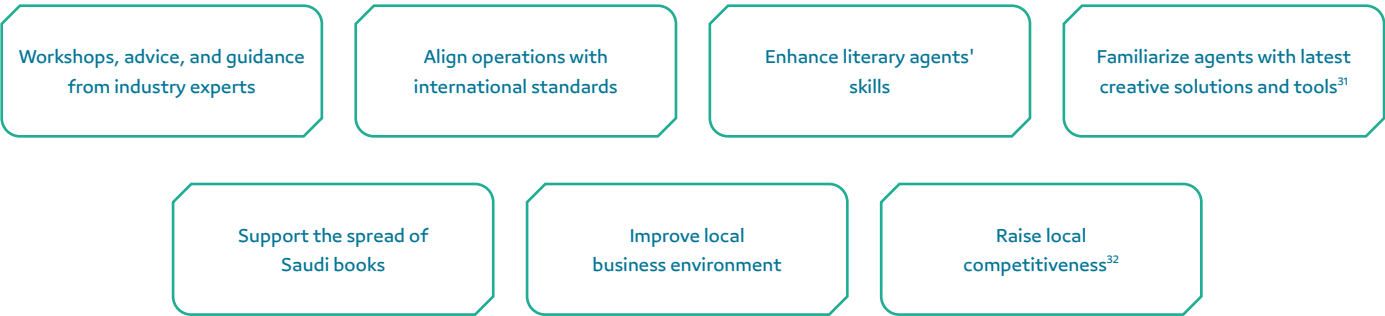 Workshops, advice, and guidance
from industry experts
Align operations with
international standards
Enhance literary agents'
skills
Familiarize agents with latest
creative solutions and tools³¹
Support the spread of
Saudi books
Improve local
business environment
Raise local
competitiveness³²